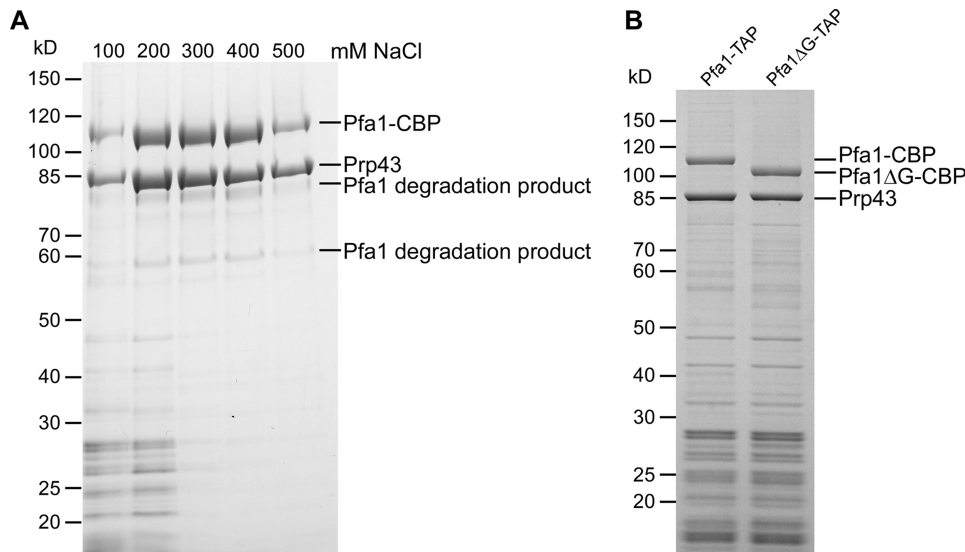 A
kD 100 200 300 400 500 mM NaCl
150
120
100
85
70
60
50
40
30
25
20
Pfa1-CBP
Prp43
Pfa1 degradation product
Pfa1 degradation product
B
kD Pfa1-TAP Pfa1ΔG-TAP
150
120
100
85
70
60
50
40
30
25
20
Pfa1-CBP
Pfa1ΔG-CBP
Prp43